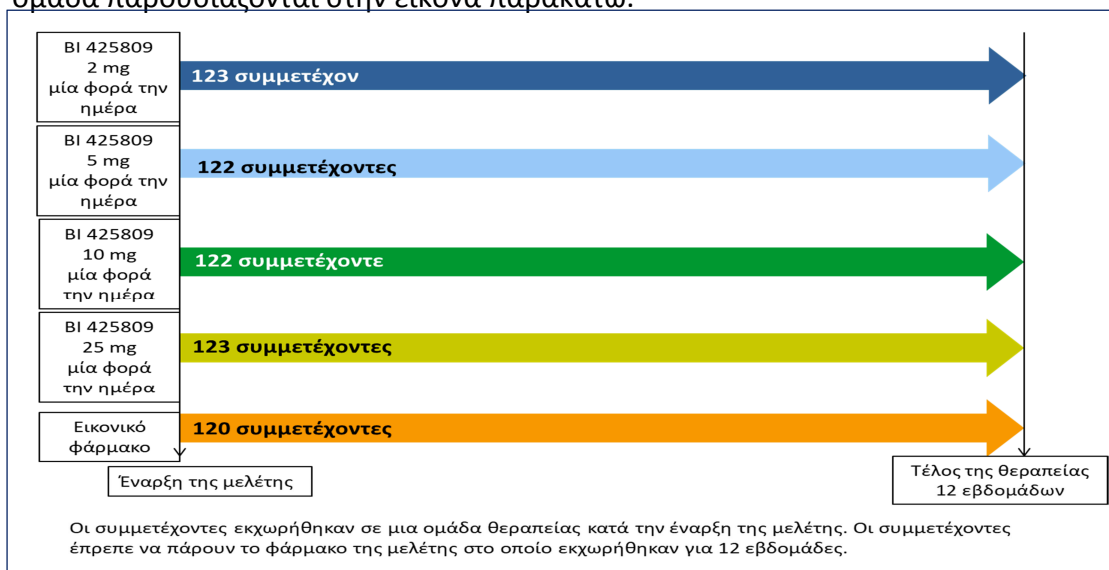 ομάδα παρουσιάζονται στην εικόνα παρακάτω.
BI 425809
2 mg
μία φορά την
ημέρα
123 συμμετέχον
BI 425809
5 mg
μία φορά την
ημέρα
122 συμμετέχοντες
BI 425809
10 mg
μία φορά
την ημέρα
122 συμμετέχοντε
BI 425809
25 mg
μία φορά
την ημέρα
123 συμμετέχοντες
Εικονικό
φάρμακο
120 συμμετέχοντες
Έναρξη της μελέτης
Τέλος της θεραπείας
12 εβδομάδων
Οι συμμετέχοντες εκχωρήθηκαν σε μια ομάδα θεραπείας κατά την έναρξη της μελέτης. Οι συμμετέχοντες
έπρεπε να πάρουν το φάρμακο της μελέτης στο οποίο εκχωρήθηκαν για 12 εβδομάδες.